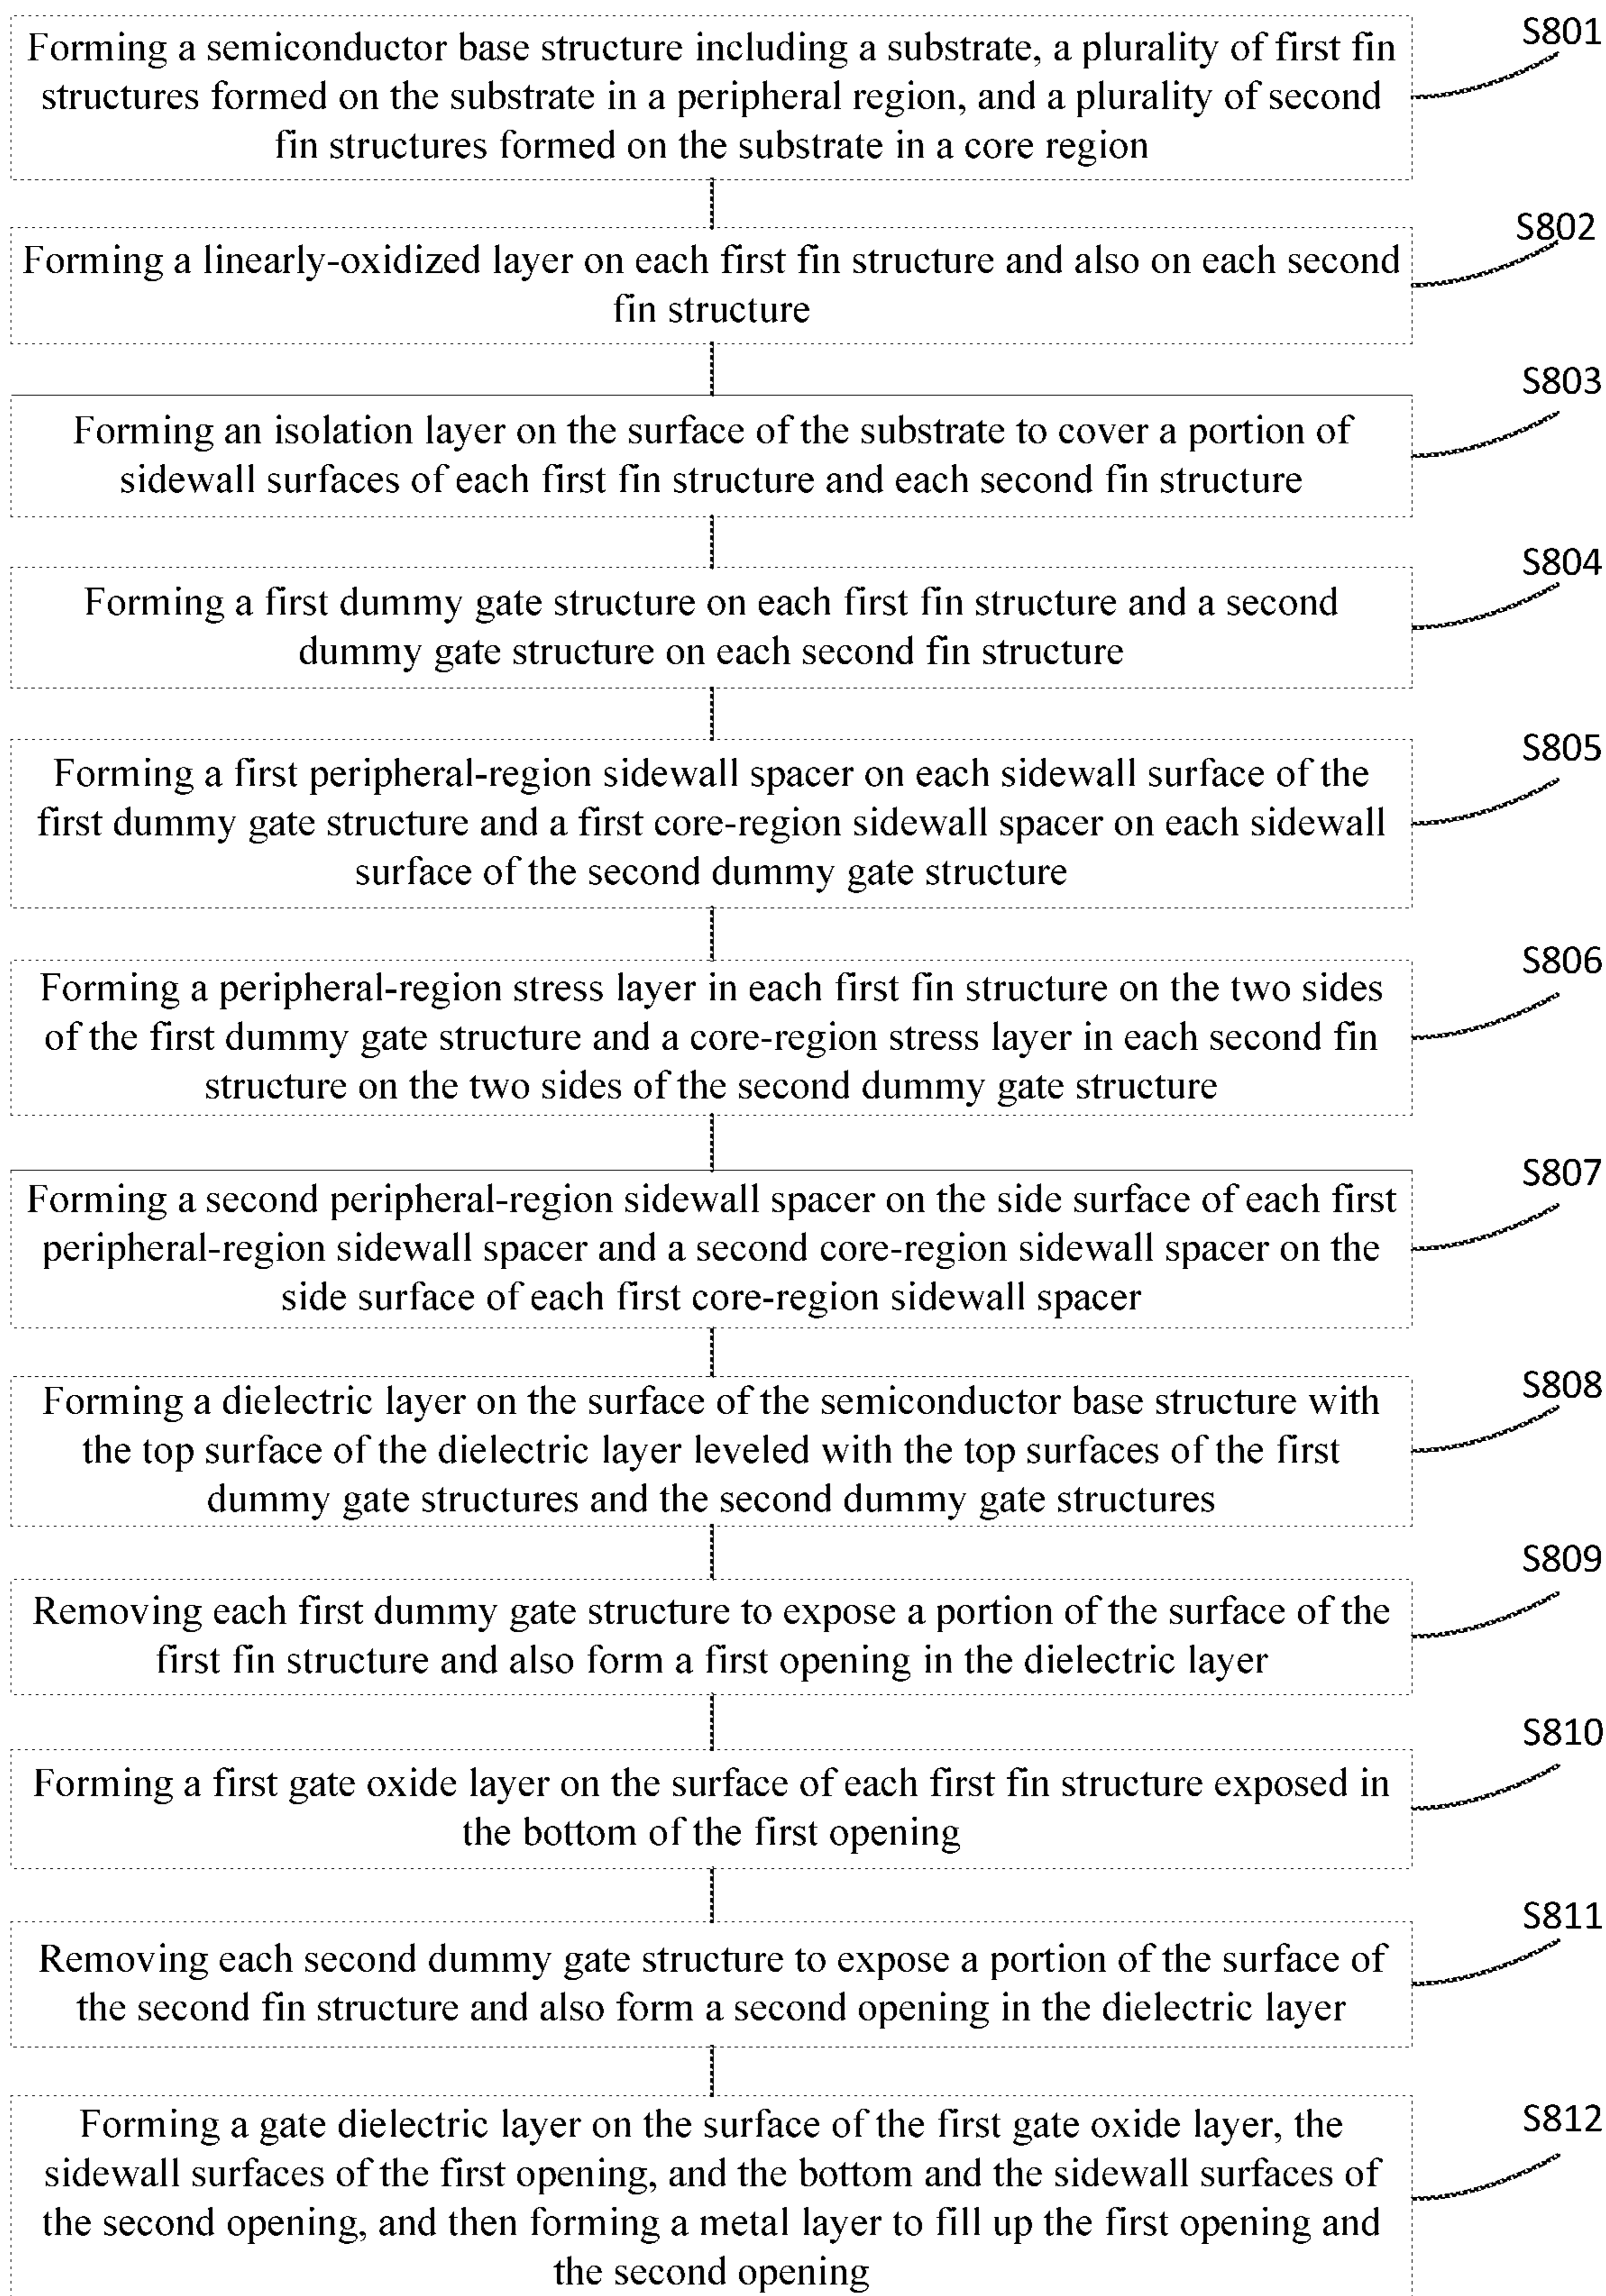 Forming a semiconductor base structure including a substrate, a plurality of first fin
structures formed on the substrate in a peripheral region, and a plurality of second
fin structures formed on the substrate in a core region
S801
Forming a linearly-oxidized layer on each first fin structure and also on each second
fin structure
S802
Forming an isolation layer on the surface of the substrate to cover a portion of
sidewall surfaces of each first fin structure and each second fin structure
S803
Forming a first dummy gate structure on each first fin structure and a second
dummy gate structure on each second fin structure
S804
Forming a first peripheral-region sidewall spacer on each sidewall surface of the
first dummy gate structure and a first core-region sidewall spacer on each sidewall
surface of the second dummy gate structure
S805
Forming a peripheral-region stress layer in each first fin structure on the two sides
of the first dummy gate structure and a core-region stress layer in each second fin
structure on the two sides of the second dummy gate structure
S806
Forming a second peripheral-region sidewall spacer on the side surface of each first
peripheral-region sidewall spacer and a second core-region sidewall spacer on the
side surface of each first core-region sidewall spacer
S807
Forming a dielectric layer on the surface of the semiconductor base structure with
the top surface of the dielectric layer leveled with the top surfaces of the first
dummy gate structures and the second dummy gate structures
S808
Removing each first dummy gate structure to expose a portion of the surface of the
first fin structure and also form a first opening in the dielectric layer
S809
Forming a first gate oxide layer on the surface of each first fin structure exposed in
the bottom of the first opening
S810
Removing each second dummy gate structure to expose a portion of the surface of
the second fin structure and also form a second opening in the dielectric layer
S811
Forming a gate dielectric layer on the surface of the first gate oxide layer, the
sidewall surfaces of the first opening, and the bottom and the sidewall surfaces of
the second opening, and then forming a metal layer to fill up the first opening and
the second opening
S812